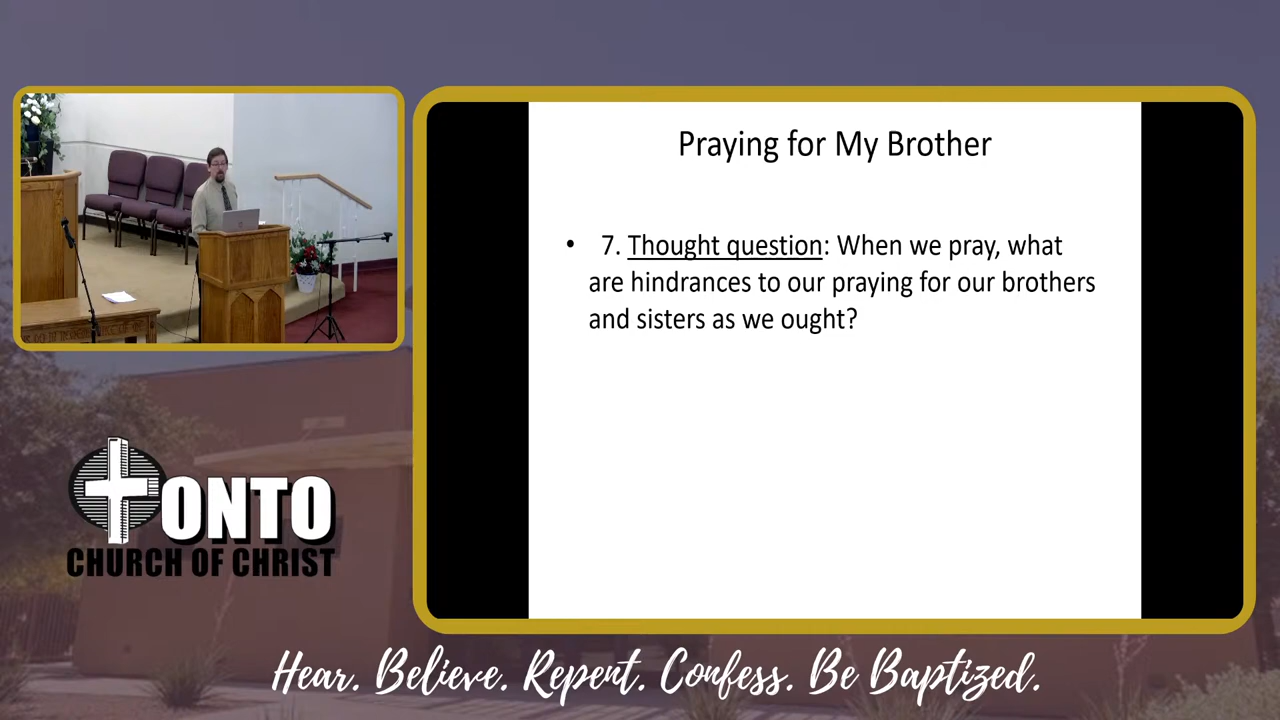 Praying for My Brother
• 7. Thought question: When we pray, what
are hindrances to our praying for our brothers
and sisters as we ought?
TONTO
CHURCH OF CHRIST
Hear. Believe. Repent. Confess. Be Baptized.